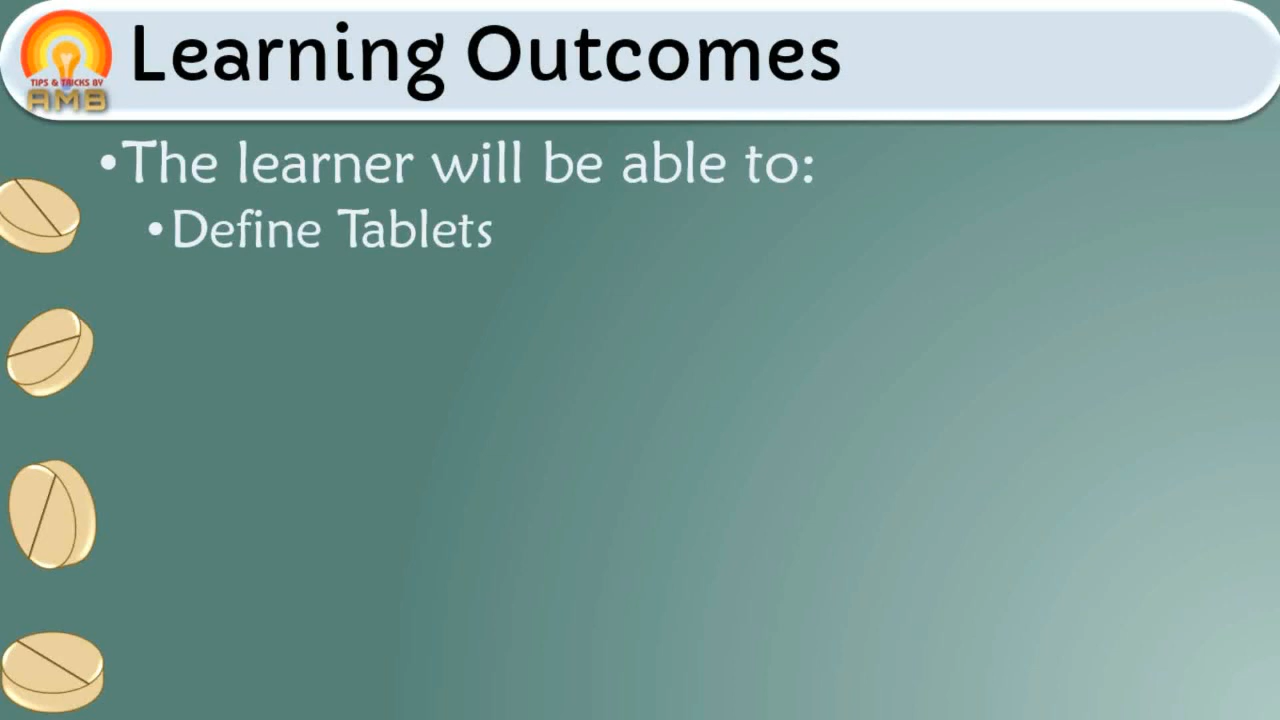 Learning Outcomes
TIPS & TRICKS BY
AMB
•The learner will be able to:
•Define Tablets